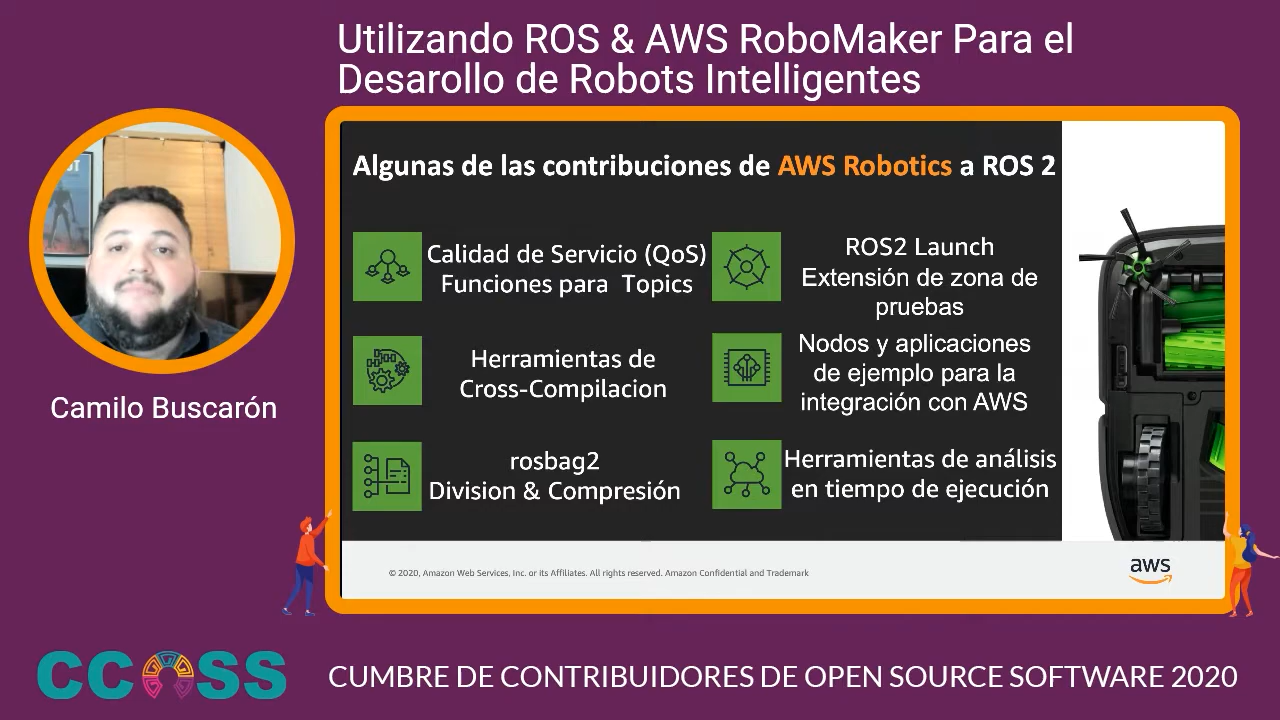 Utilizando ROS & AWS RoboMaker Para el
Desarollo de Robots Intelligentes
Camilo Buscarón
Algunas de las contribuciones de AWS Robotics a ROS 2
Calidad de Servicio (QoS)
Funciones para Topics
ROS2 Launch
Extensión de zona de
pruebas
Herramientas de
Cross-Compilacion
Nodos y aplicaciones
de ejemplo para la
integración con AWS
rosbag2
Division & Compresión
Herramientas de análisis
en tiempo de ejecución
© 2020, Amazon Web Services, Inc. or its Affiliates. All rights reserved. Amazon Confidential and Trademark
aws
CCOSS
CUMBRE DE CONTRIBUIDORES DE OPEN SOURCE SOFTWARE 2020